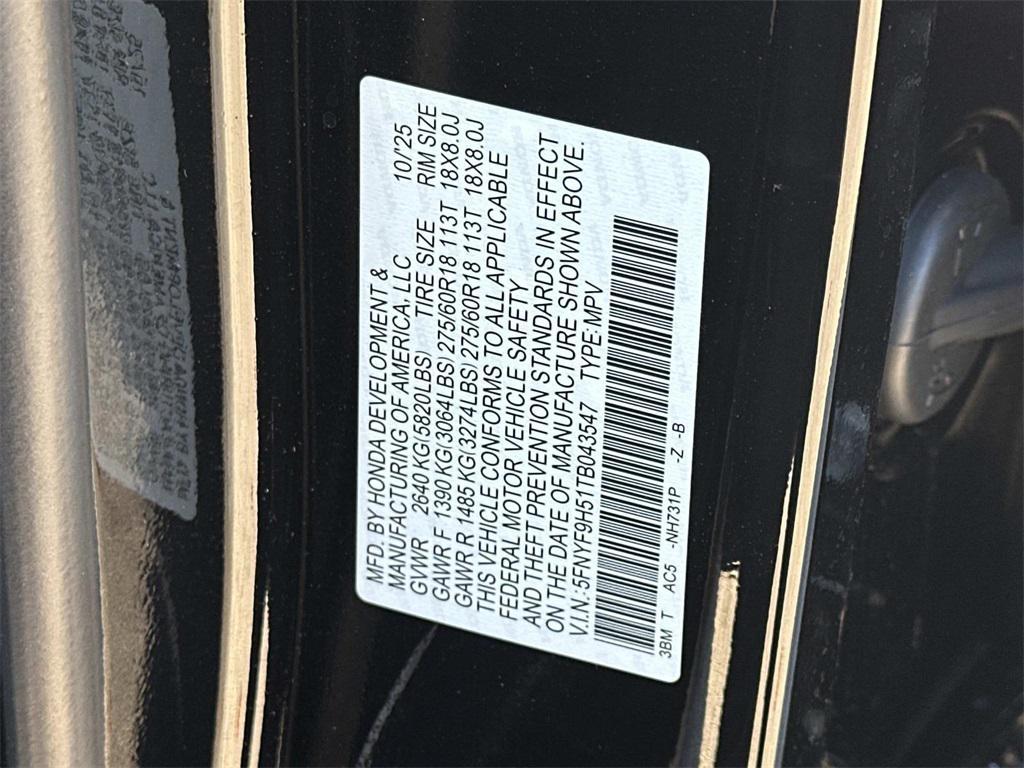 MFD. BY HONDA DEVELOPMENT &
MANUFACTURING OF AMERICA, LLC 10/25
GVWR 2640 KG(5820LBS) TIRE SIZE RIM SIZE
GAWR F 1390 KG(3064LBS) 275/60R18 113T 18X8.0J
GAWR R 1485 KG(3274LBS) 275/60R18 113T 18X8.0J
THIS VEHICLE CONFORMS TO ALL APPLICABLE
FEDERAL MOTOR VEHICLE SAFETY
AND THEFT PREVENTION STANDARDS IN EFFECT
ON THE DATE OF MANUFACTURE SHOWN ABOVE.
V.I.N.:5FNYF9H51TB043547 TYPE:MPV
3BM T AC5 -NH731P -Z -B